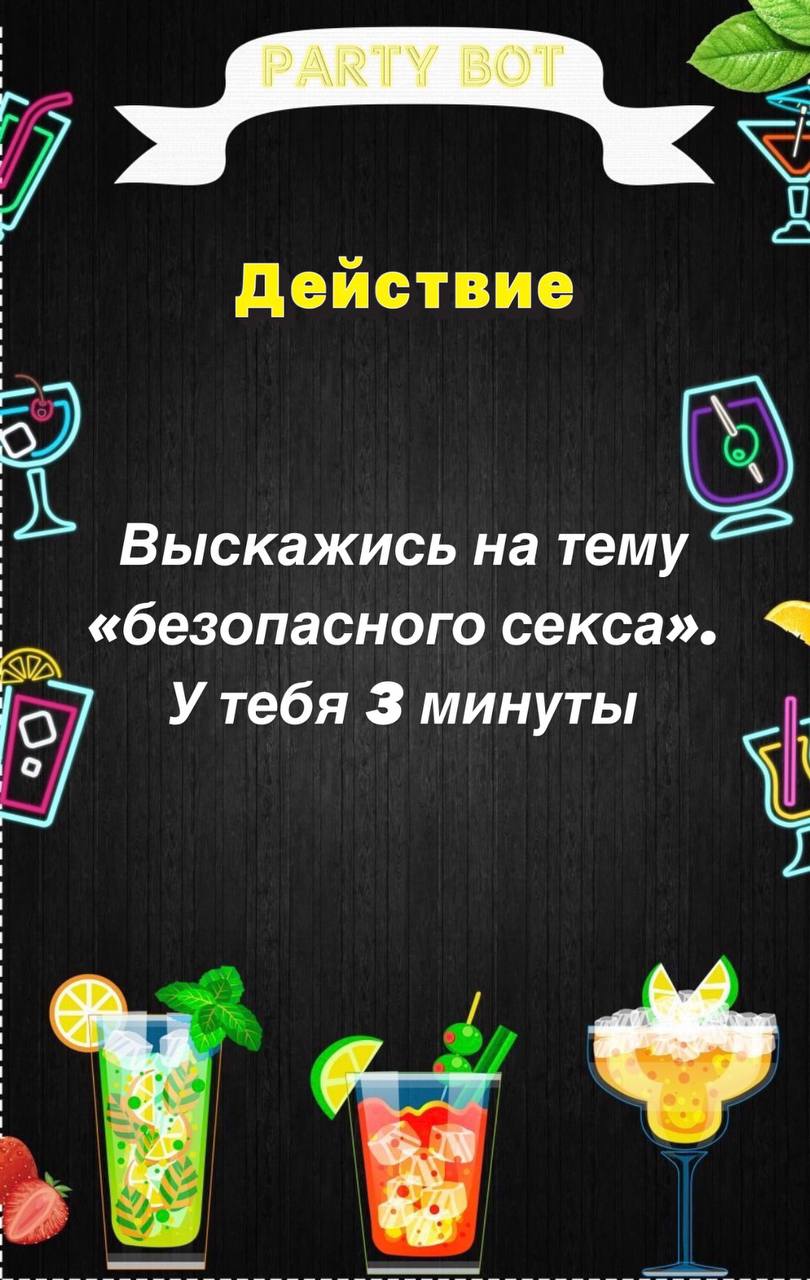 PARTY BOT
Действие
Выскажись на тему
«безопасного секса».
У тебя 3 минуты